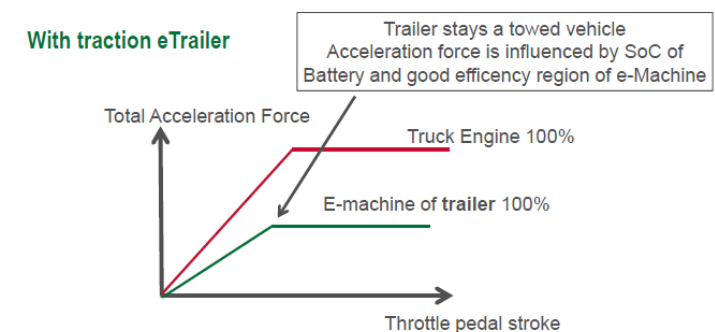 With traction eTrailer
Trailer stays a towed vehicle
Acceleration force is influenced by SoC of
Battery and good efficency region of e-Machine
Total Acceleration Force
Truck Engine 100%
E-machine of trailer 100%
Throttle pedal stroke